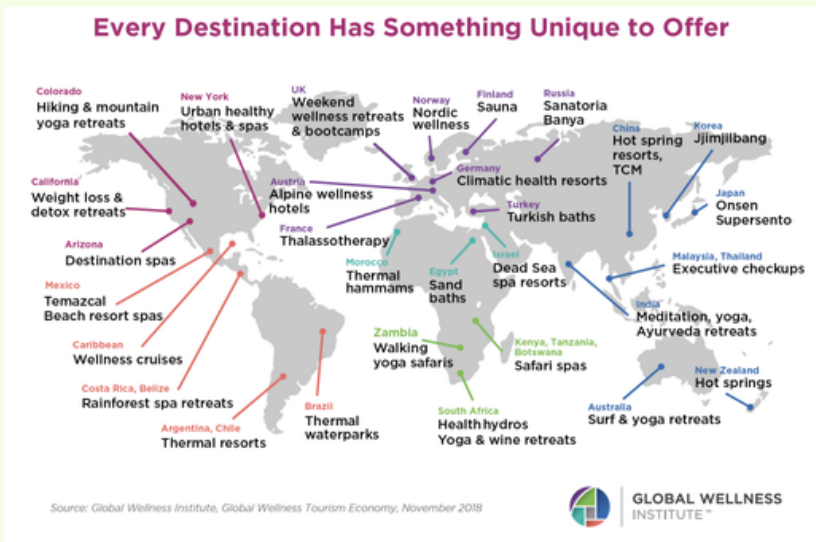 Every Destination Has Something Unique to Offer
Colorado
Hiking & mountain
yoga retreats
New York
Urban healthy
hotels & spas
UK
Weekend
wellness retreats
& bootcamps
Norway
Nordic
wellness
Finland
Sauna
Russia
Sanatoria
Banya
China
Hot spring
resorts,
TCM
Korea
Jjimjilbang
California
Weight loss &
detox retreats
Austria
Alpine wellness
hotels
Germany
Climatic health resorts
Japan
Onsen
Supersento
Arizona
Destination spas
France
Thalassotherapy
Turkey
Turkish baths
Mexico
Temazcal
Beach resort spas
Morocco
Thermal
hammams
Egypt
Sand
baths
Israel
Dead Sea
spa resorts
Malaysia, Thailand
Executive checkups
India
Meditation, yoga,
Ayurveda retreats
Caribbean
Wellness cruises
Zambia
Walking
yoga safaris
Kenya, Tanzania,
Botswana
Safari spas
New Zealand
Hot springs
Costa Rica, Belize
Rainforest spa retreats
Brazil
Thermal
waterparks
South Africa
Health hydros
Yoga & wine retreats
Australia
Surf & yoga retreats
Argentina, Chile
Thermal resorts
Source: Global Wellness Institute, Global Wellness Tourism Economy, November 2018
GLOBAL WELLNESS
INSTITUTE™